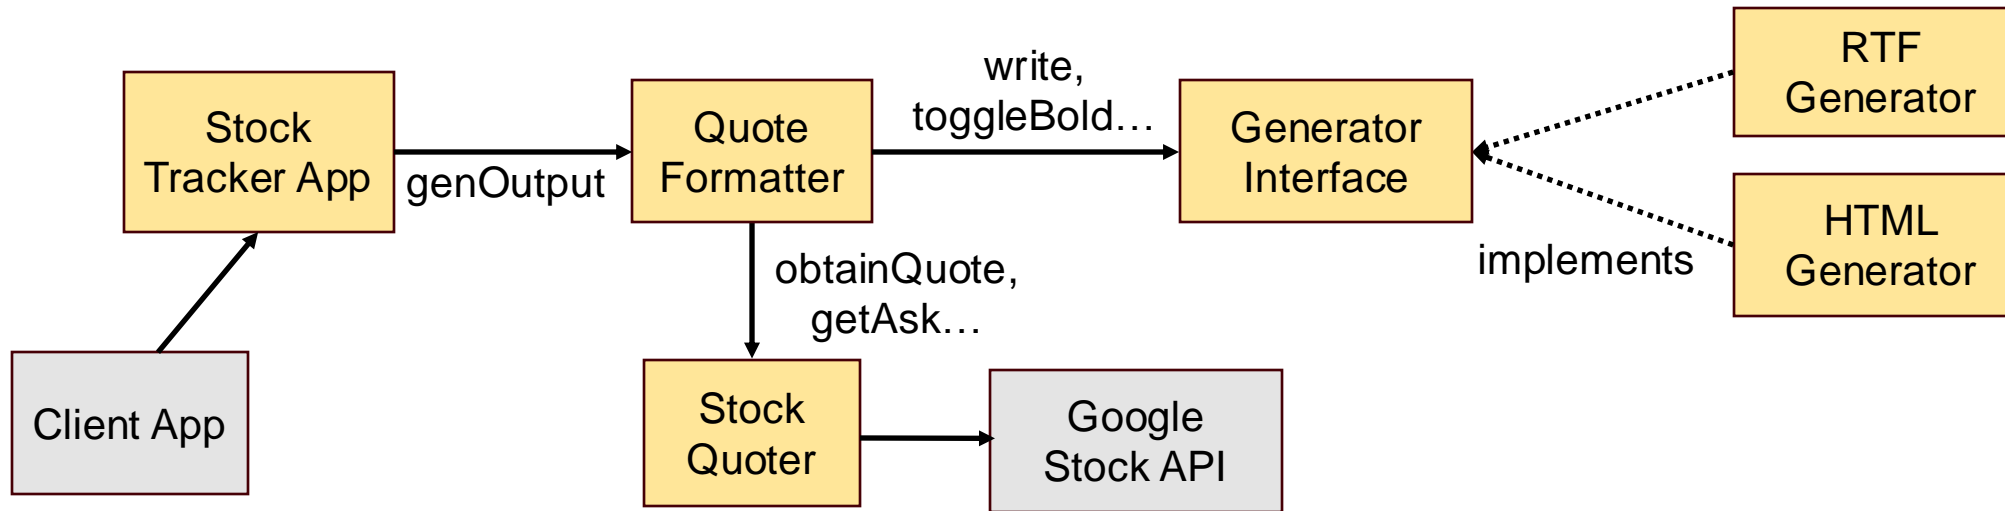 Stock
Tracker App
genOutput
Quote
Formatter
write,
toggleBold…
Generator
Interface
RTF
Generator
HTML
Generator
implements
obtainQuote,
getAsk…
Client App
Stock
Quoter
Google
Stock API